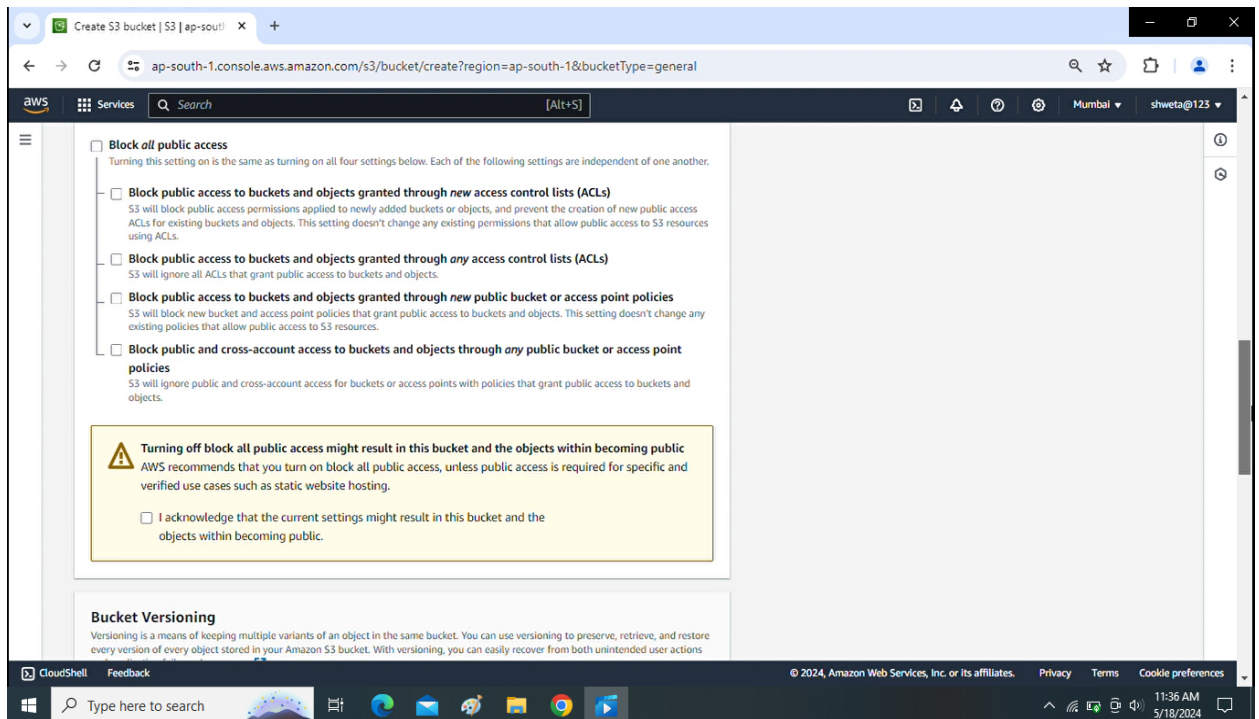 Create S3 bucket | S3 | ap-south
ap-south-1.console.aws.amazon.com/s3/bucket/create?region=ap-south-1&bucketType=general
aws Services Search [Alt+S] Mumbai shweta@123
Block all public access
Turning this setting on is the same as turning on all four settings below. Each of the following settings are independent of one another.
Block public access to buckets and objects granted through new access control lists (ACLs)
S3 will block public access permissions applied to newly added buckets or objects, and prevent the creation of new public access
ACLs for existing buckets and objects. This setting doesn't change any existing permissions that allow public access to S3 resources
using ACLs.
Block public access to buckets and objects granted through any access control lists (ACLs)
S3 will ignore all ACLs that grant public access to buckets and objects.
Block public access to buckets and objects granted through new public bucket or access point policies
S3 will block new bucket and access point policies that grant public access to buckets and objects. This setting doesn't change any
existing policies that allow public access to S3 resources.
Block public and cross-account access to buckets and objects through any public bucket or access point
policies
S3 will ignore public and cross-account access for buckets or access points with policies that grant public access to buckets and
objects.
Turning off block all public access might result in this bucket and the objects within becoming public
AWS recommends that you turn on block all public access, unless public access is required for specific and
verified use cases such as static website hosting.
I acknowledge that the current settings might result in this bucket and the
objects within becoming public.
Bucket Versioning
Versioning is a means of keeping multiple variants of an object in the same bucket. You can use versioning to preserve, retrieve, and restore
every version of every object stored in your Amazon S3 bucket. With versioning, you can easily recover from both unintended user actions
CloudShell Feedback © 2024, Amazon Web Services, Inc. or its affiliates. Privacy Terms Cookie preferences
Type here to search
11:36 AM
5/18/2024